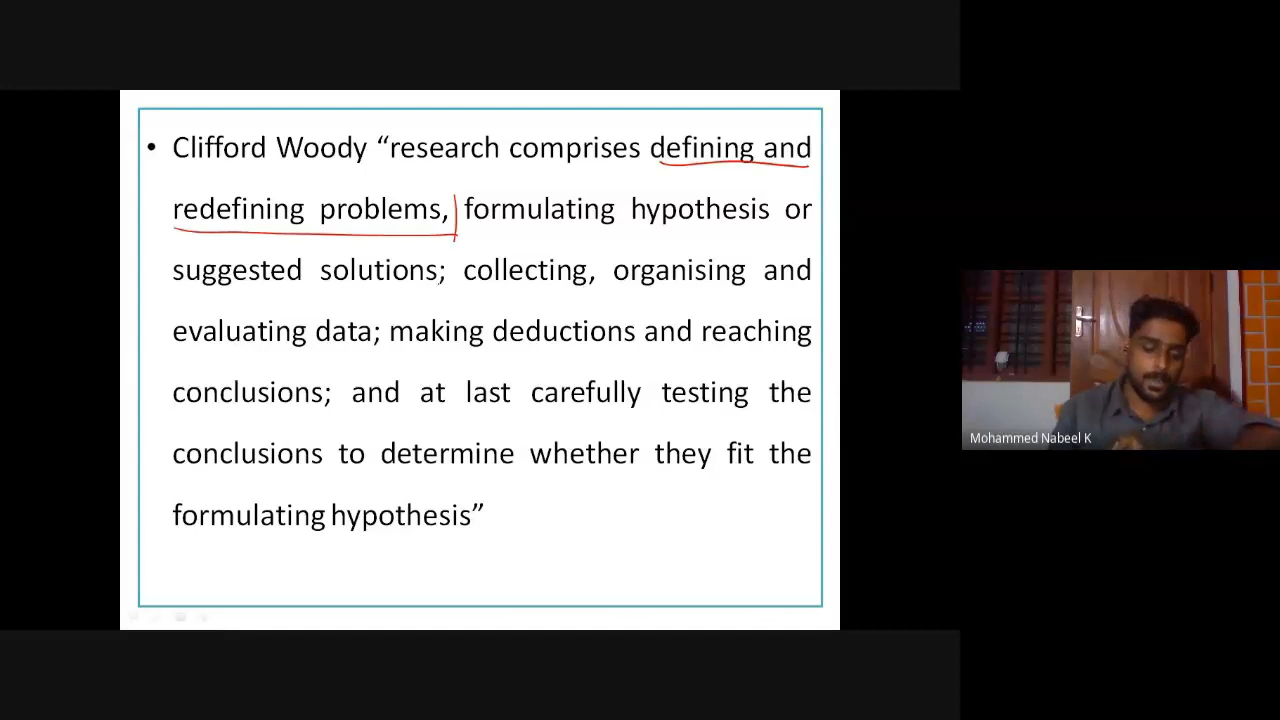 • Clifford Woody “research comprises defining and
redefining problems, formulating hypothesis or
suggested solutions; collecting, organising and
evaluating data; making deductions and reaching
conclusions; and at last carefully testing the
conclusions to determine whether they fit the
formulating hypothesis”
Mohammed Nabeel K